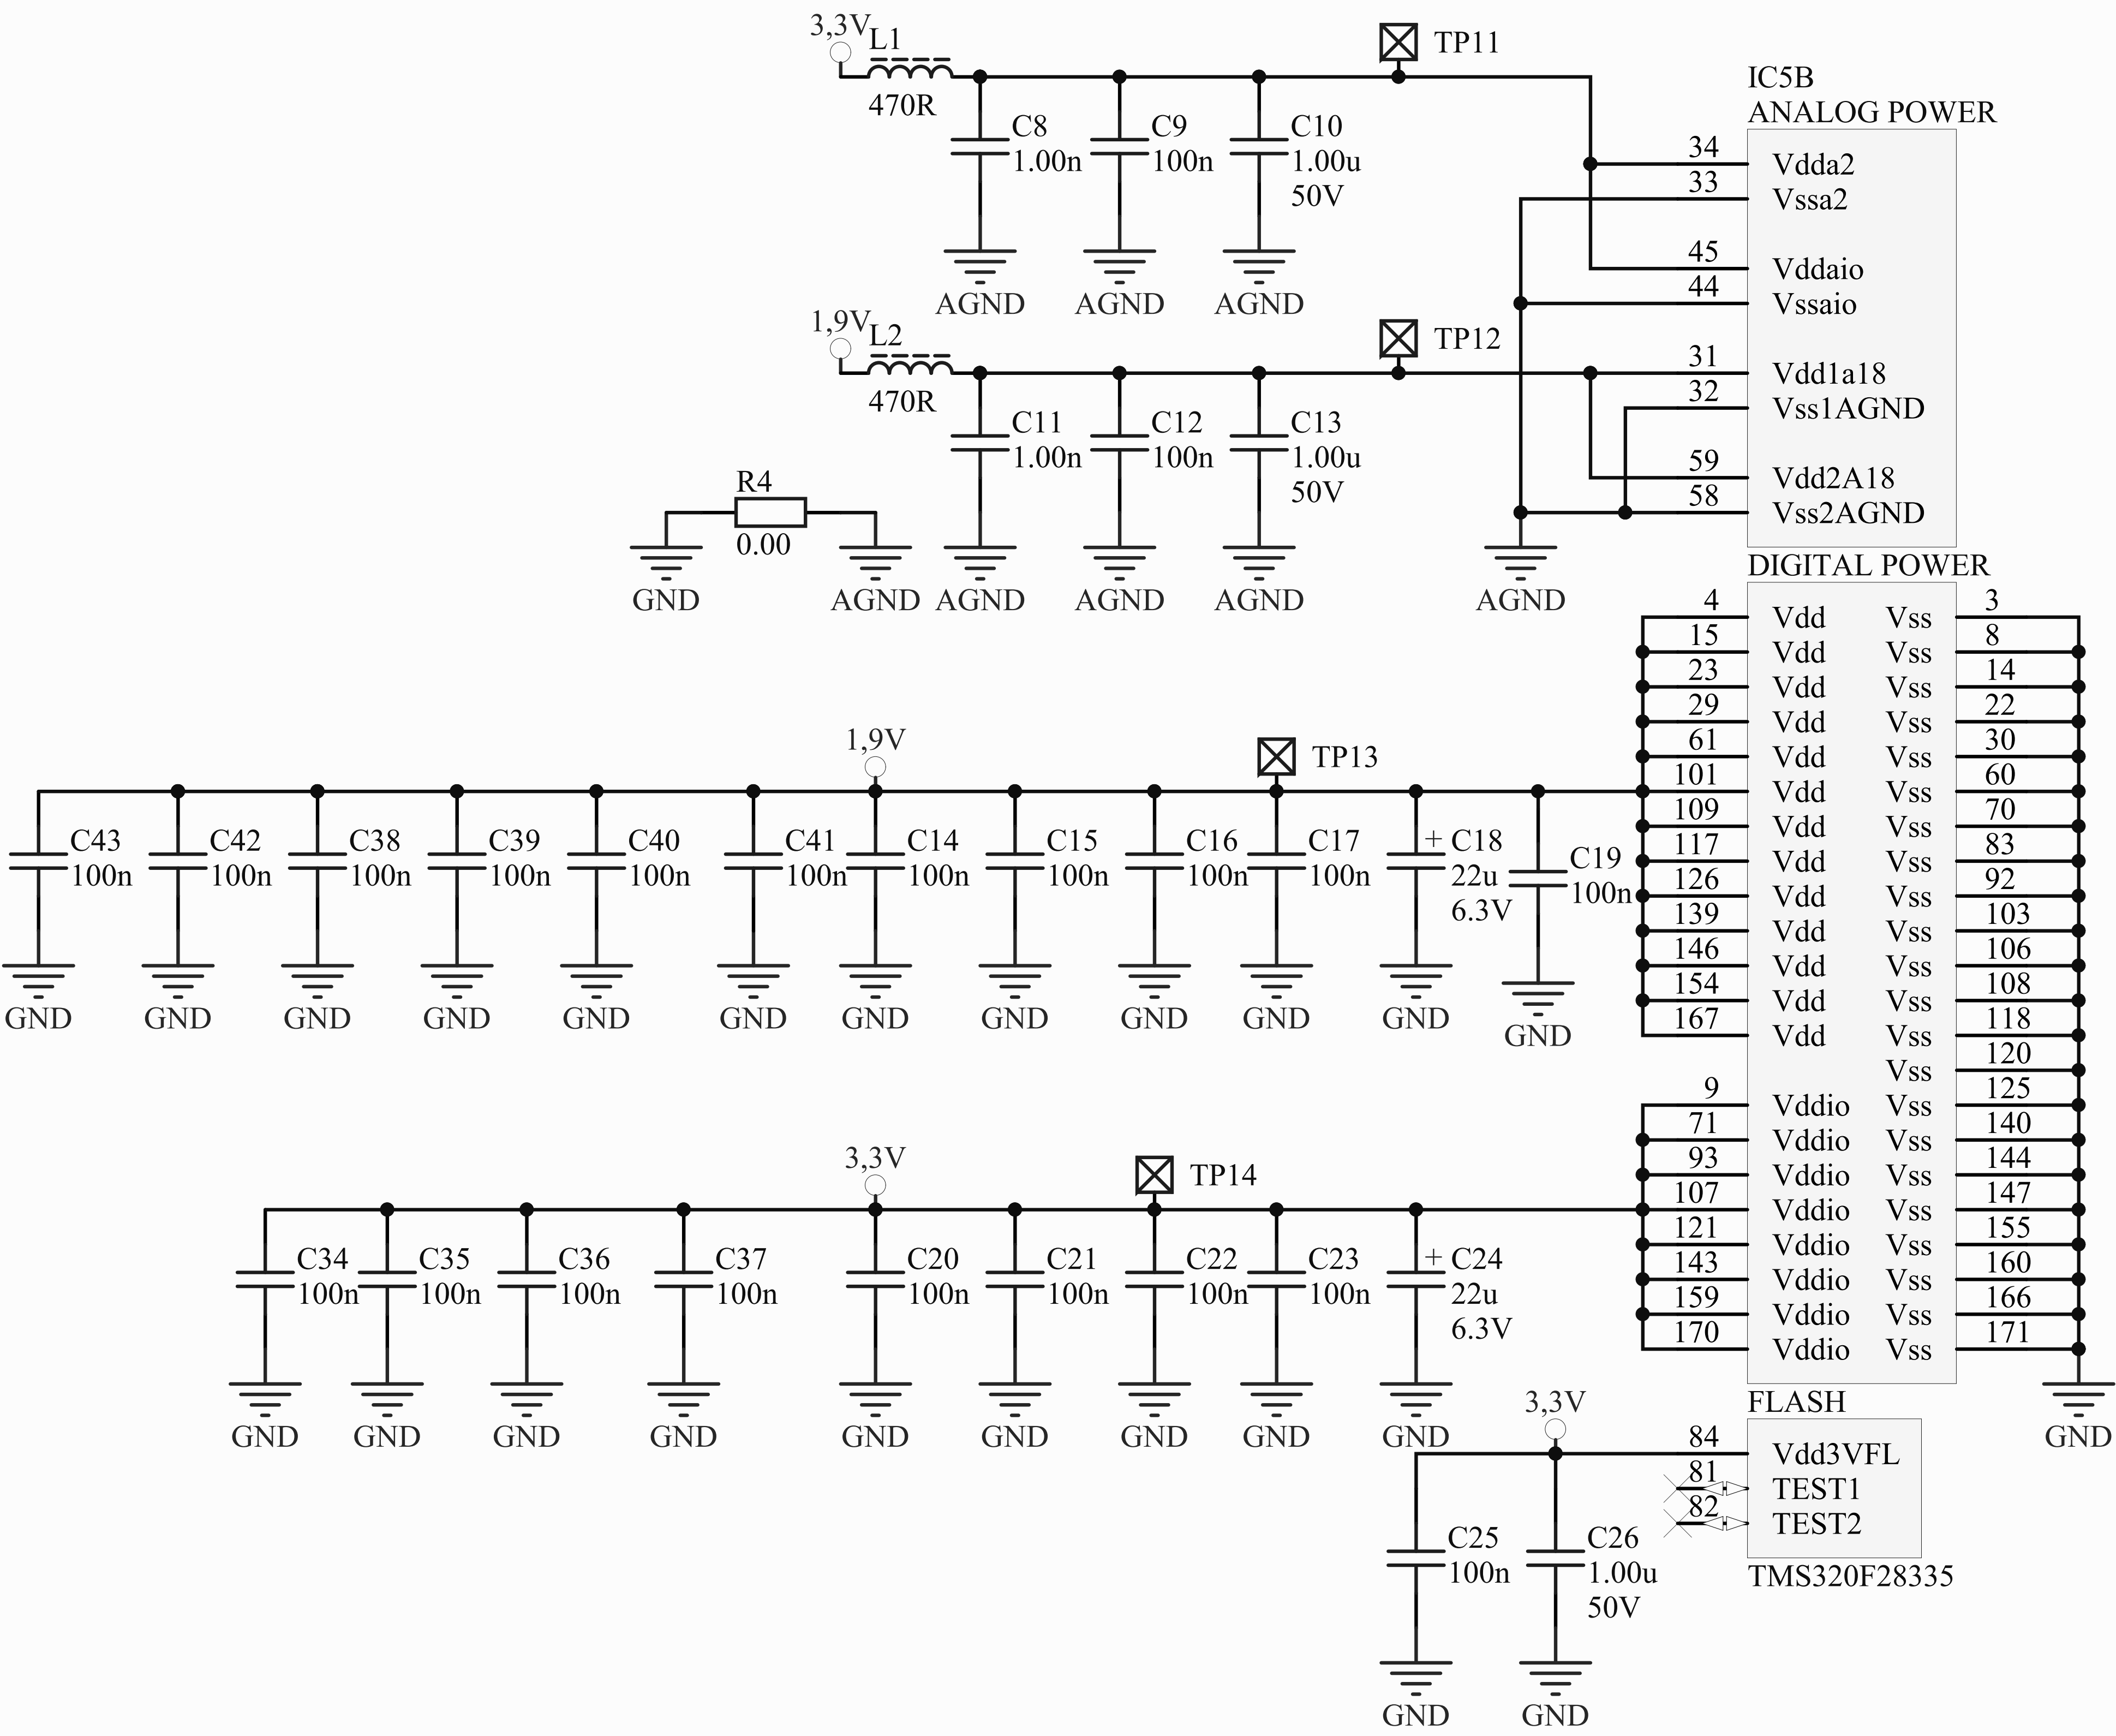 3,3V
L1
470R
TP11
C8
1.00n
C9
100n
C10
1.00u
50V
AGND
AGND
AGND
1,9V
L2
470R
TP12
C11
1.00n
C12
100n
C13
1.00u
50V
R4
0.00
GND
AGND
AGND
AGND
AGND
AGND
IC5B
ANALOG POWER
34 Vdda2
33 Vssa2
45 Vddaio
44 Vssaio
31 Vdd1a18
32 Vss1AGND
59 Vdd2A18
58 Vss2AGND
DIGITAL POWER
4 Vdd Vss 3
15 Vdd Vss 8
23 Vdd Vss 14
29 Vdd Vss 22
61 Vdd Vss 30
101 Vdd Vss 60
109 Vdd Vss 70
117 Vdd Vss 83
126 Vdd Vss 92
139 Vdd Vss 103
146 Vdd Vss 106
154 Vdd Vss 108
167 Vdd Vss 118
Vss 120
9 Vddio Vss 125
71 Vddio Vss 140
93 Vddio Vss 144
107 Vddio Vss 147
121 Vddio Vss 155
143 Vddio Vss 160
159 Vddio Vss 166
170 Vddio Vss 171
GND
1,9V
TP13
C43
100n
C42
100n
C38
100n
C39
100n
C40
100n
C41
100n
C14
100n
C15
100n
C16
100n
C17
100n
+ C18
22u
6.3V
C19
100n
GND
GND
GND
GND
GND
GND
GND
GND
GND
GND
GND
GND
3,3V
TP14
C34
100n
C35
100n
C36
100n
C37
100n
C20
100n
C21
100n
C22
100n
C23
100n
+ C24
22u
6.3V
GND
GND
GND
GND
GND
GND
GND
GND
GND
FLASH
3,3V
84 Vdd3VFL
81 TEST1
82 TEST2
TMS320F28335
C25
100n
C26
1.00u
50V
GND
GND